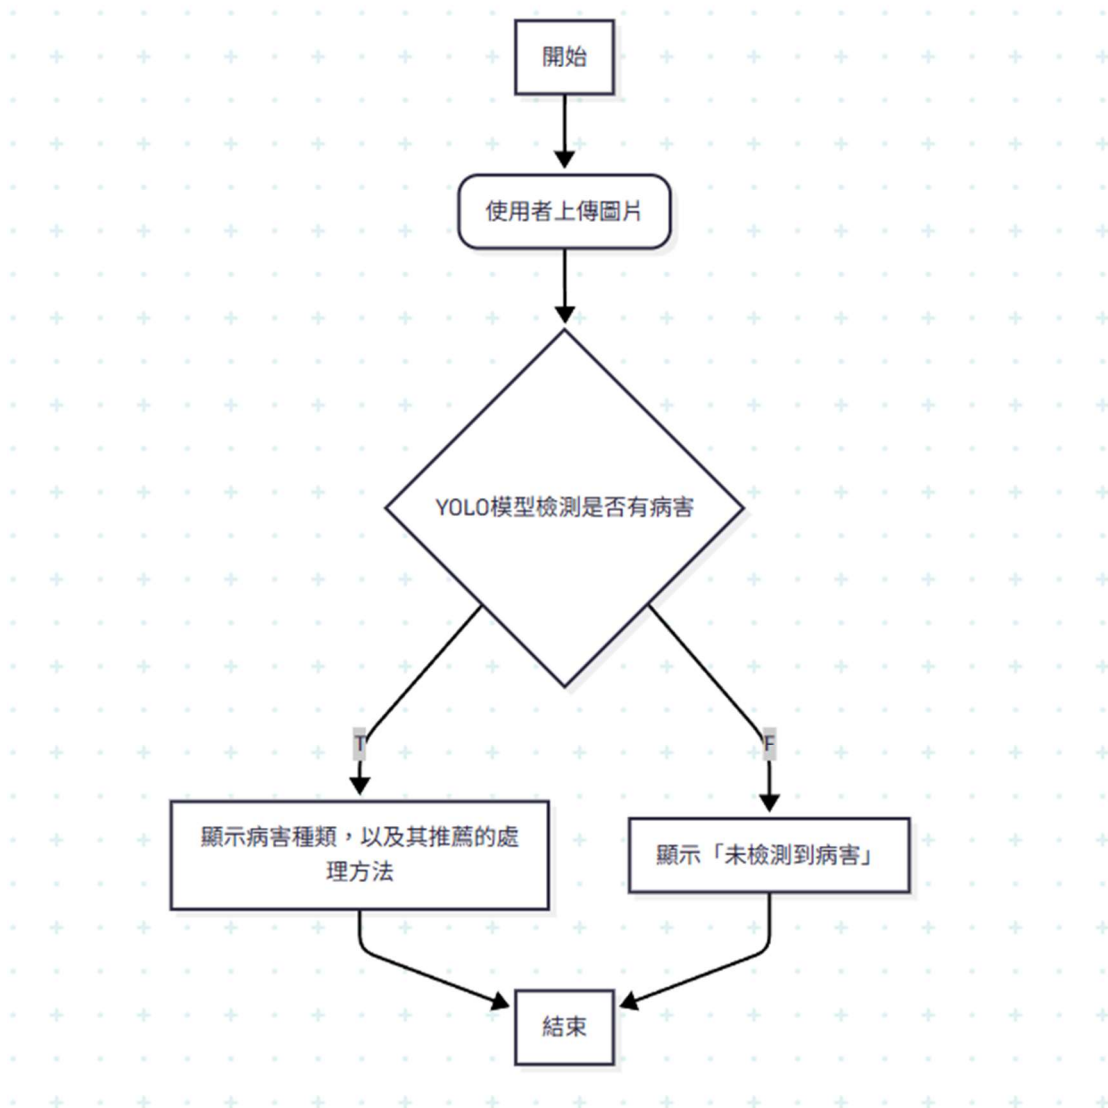 開始
使用者上傳圖片
YOLO模型檢測是否有病害
T
F
顯示病害種類，以及其推薦的處
理方法
顯示「未檢測到病害」
結束